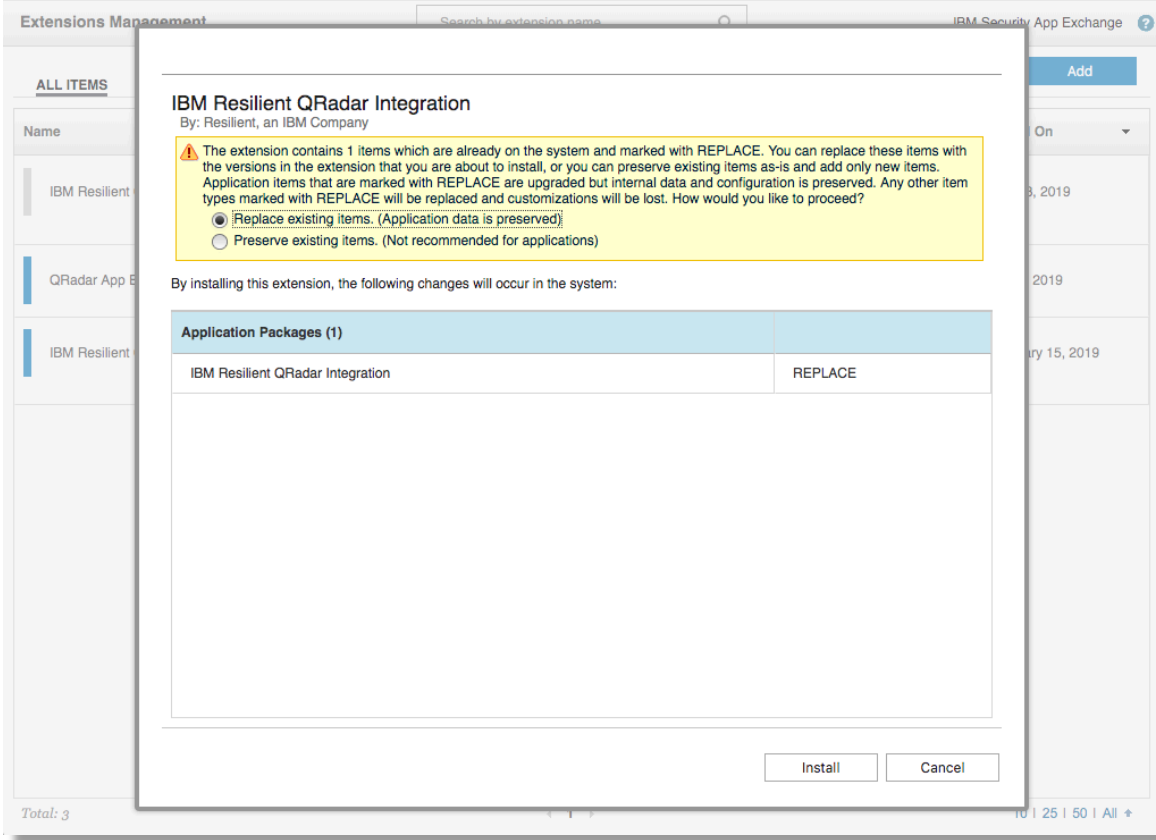 Extensions Management
Search by extension name
IBM Security App Exchange
ALL ITEMS
Add
Name
On
IBM Resilient
, 2019
QRadar App
2019
IBM Resilient
15, 2019
IBM Resilient QRadar Integration
By: Resilient, an IBM Company
The extension contains 1 items which are already on the system and marked with REPLACE. You can replace these items with
the versions in the extension that you are about to install, or you can preserve existing items as-is and add only new items.
Application items that are marked with REPLACE are upgraded but internal data and configuration is preserved. Any other item
types marked with REPLACE will be replaced and customizations will be lost. How would you like to proceed?
Replace existing items. (Application data is preserved)
Preserve existing items. (Not recommended for applications)
By installing this extension, the following changes will occur in the system:
Application Packages (1)
IBM Resilient QRadar Integration REPLACE
Install Cancel
Total: 3
1
10 | 25 | 50 | All